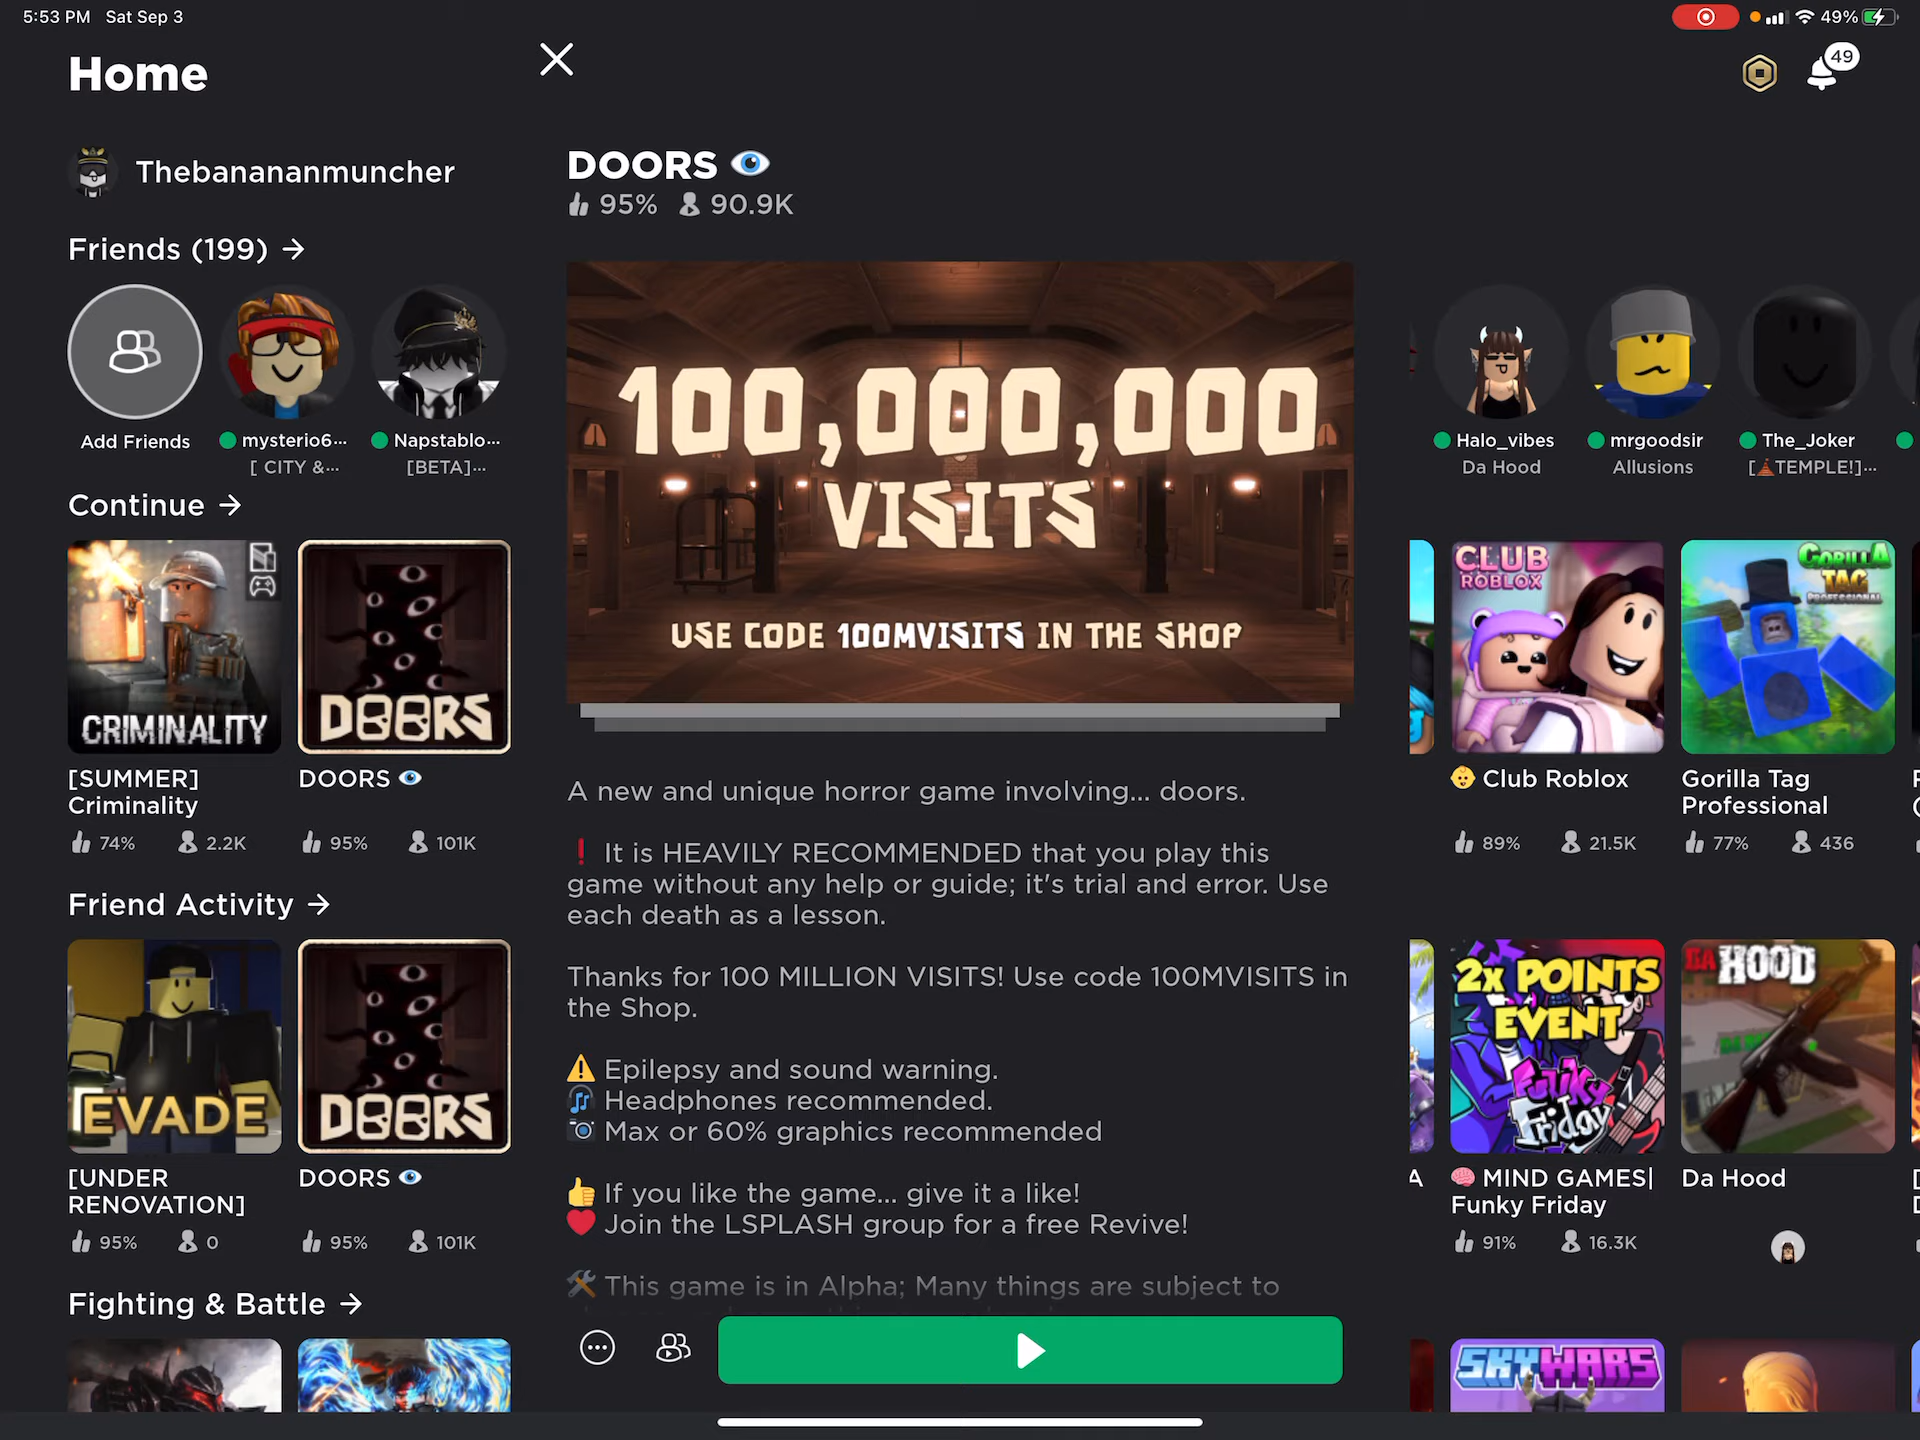 5:53 PM Sat Sep 3
49%
Home
49
Thebanananmuncher
Friends (199) →
Add Friends
mysterio6...
[ CITY &...
Napstablo...
[BETA]...
Continue →
CRIMINALITY
DOORS
[SUMMER]
Criminality
DOORS
74% 2.2K
95% 101K
Friend Activity →
EVADE
DOORS
[UNDER
RENOVATION]
DOORS
95% 0
95% 101K
Fighting & Battle →
DOORS 👁
95% 90.9K
100,000,000
VISITS
USE CODE 100MVISITS IN THE SHOP
A new and unique horror game involving... doors.
❗ It is HEAVILY RECOMMENDED that you play this
game without any help or guide; it's trial and error. Use
each death as a lesson.
Thanks for 100 MILLION VISITS! Use code 100MVISITS in
the Shop.
⚠️ Epilepsy and sound warning.
🎧 Headphones recommended.
📷 Max or 60% graphics recommended
👍 If you like the game... give it a like!
❤️ Join the LSPLASH group for a free Revive!
🛠️ This game is in Alpha; Many things are subject to
Halo_vibes
Da Hood
mrgoodsir
Allusions
The_Joker
[TEMPLE!]...
CLUB
ROBLOX
GORILLA
TAG
PROFESSIONAL
👶 Club Roblox
Gorilla Tag
Professional
89% 21.5K
77% 436
2x POINTS
EVENT
Funky
Friday
DA HOOD
A
🧠 MIND GAMES|
Funky Friday
Da Hood
91% 16.3K
SKYWARS